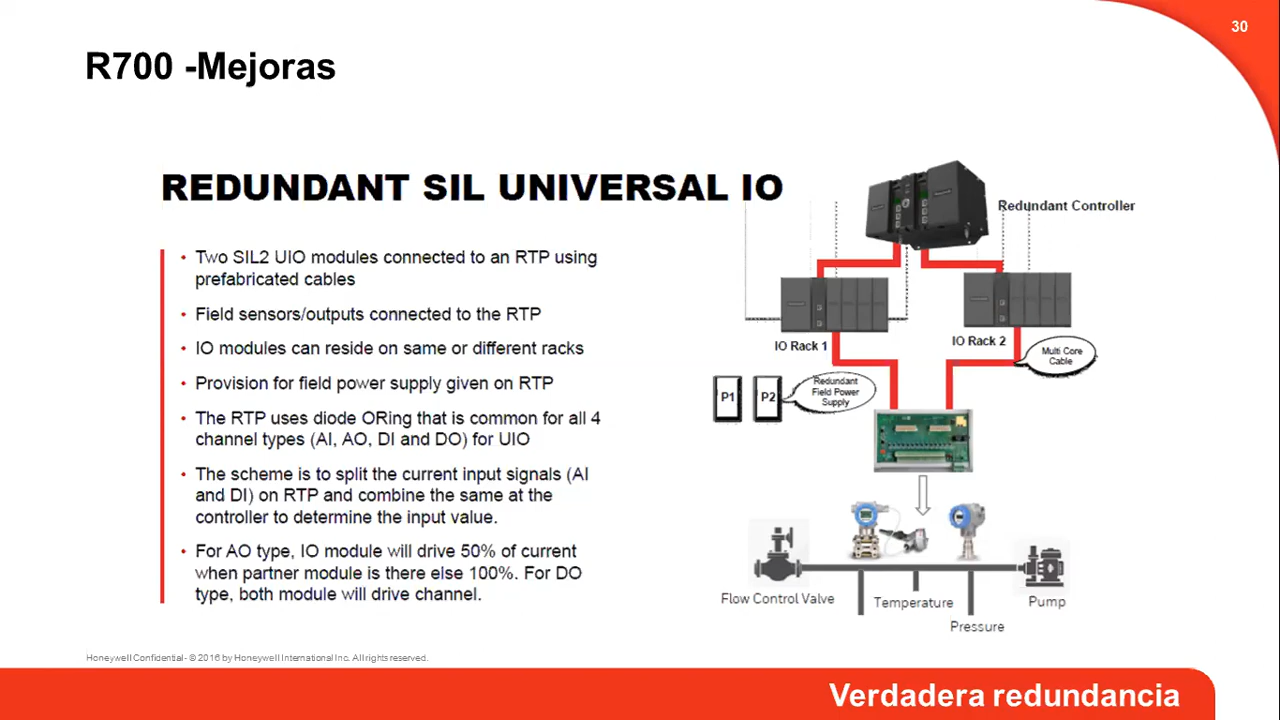 30
R700 -Mejoras
REDUNDANT SIL UNIVERSAL IO
• Two SIL2 UIO modules connected to an RTP using
prefabricated cables
• Field sensors/outputs connected to the RTP
• IO modules can reside on same or different racks
• Provision for field power supply given on RTP
• The RTP uses diode ORing that is common for all 4
channel types (AI, AO, DI and DO) for UIO
• The scheme is to split the current input signals (AI
and DI) on RTP and combine the same at the
controller to determine the input value.
• For AO type, IO module will drive 50% of current
when partner module is there else 100%. For DO
type, both module will drive channel.
Redundant Controller
IO Rack 1
IO Rack 2
Multi Core
Cable
P1
P2
Redundant
Field Power
Supply
Flow Control Valve
Temperature
Pressure
Pump
Honeywell Confidential - © 2016 by Honeywell International Inc. All rights reserved.
Verdadera redundancia